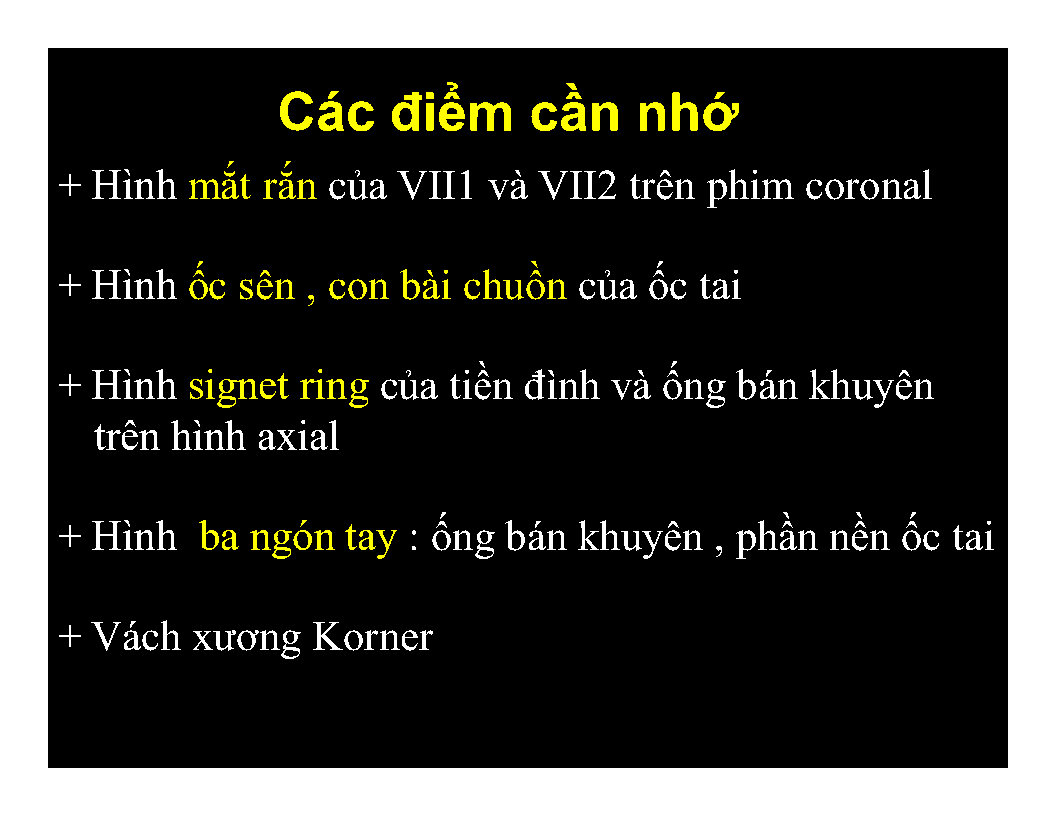 Các điểm cần nhớ
+ Hình mắt rắn của VII1 và VII2 trên phim coronal
+ Hình ốc sên , con bài chuồn của ốc tai
+ Hình signet ring của tiền đình và ống bán khuyên
trên hình axial
+ Hình ba ngón tay : ống bán khuyên , phần nền ốc tai
+ Vách xương Korner